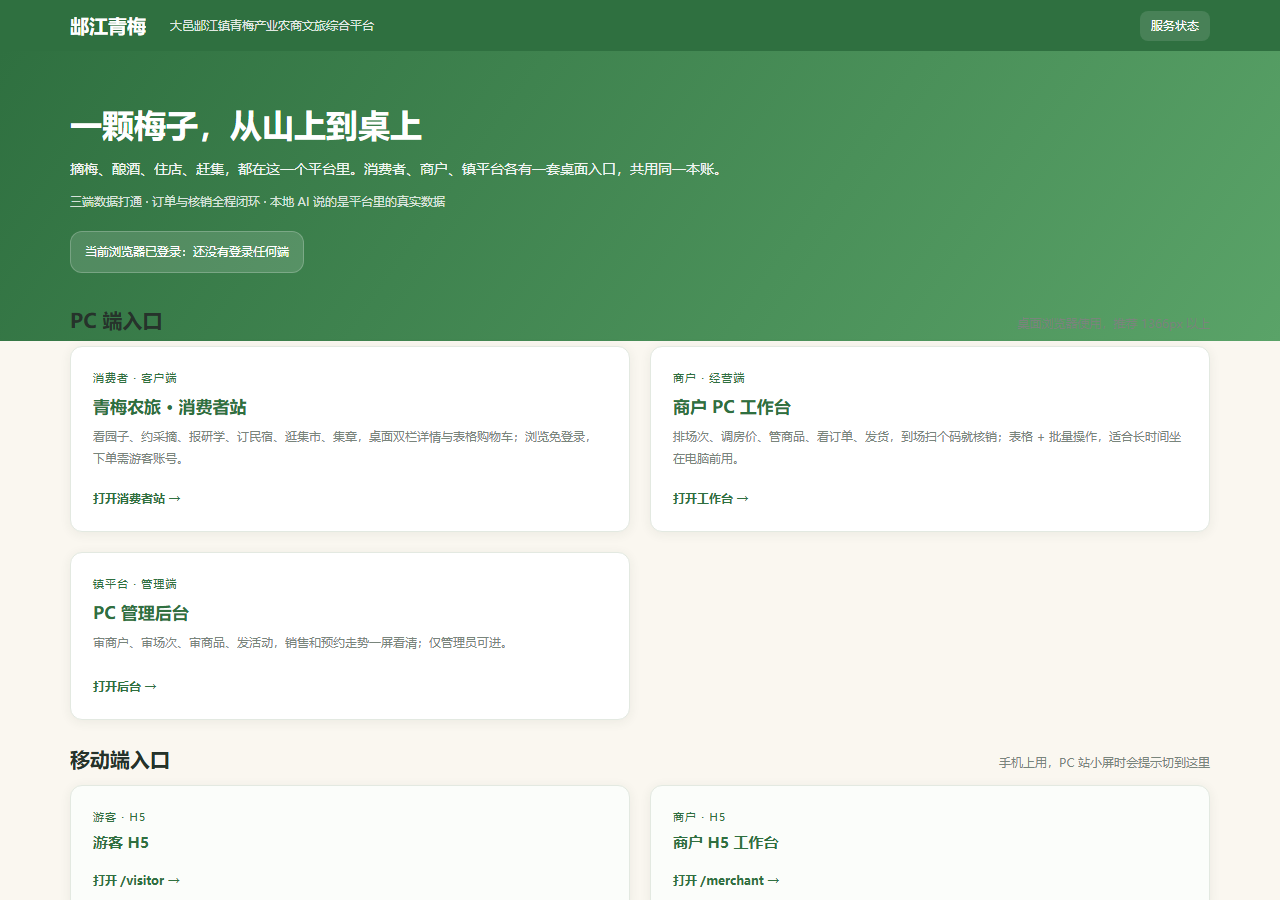 䢺江青梅
大邑䢺江镇青梅产业农商文旅综合平台
服务状态
一颗梅子，从山上到桌上
摘梅、酿酒、住店、赶集，都在这一个平台里。消费者、商户、镇平台各有一套桌面入口，共用同一本账。
三端数据打通 · 订单与核销全程闭环 · 本地 AI 说的是平台里的真实数据
当前浏览器已登录：还没有登录任何端
PC 端入口
消费者 · 客户端
青梅农旅 · 消费者站
看园子、约采摘、报研学、订民宿、逛集市、集章，桌面双栏详情与表格购物车；浏览免登录，
下单需游客账号。
打开消费者站 →
商户 · 经营端
商户 PC 工作台
排场次、调房价、管商品、看订单、发货，到场扫个码就核销；表格 + 批量操作，适合长时间坐
在电脑前用。
打开工作台 →
镇平台 · 管理端
PC 管理后台
审商户、审场次、审商品、发活动，销售和预约走势一屏看清；仅管理员可进。
打开后台 →
移动端入口
手机上用，PC 站小屏时会提示切到这里
游客 · H5
游客 H5
打开 /visitor →
商户 · H5
商户 H5 工作台
打开 /merchant →